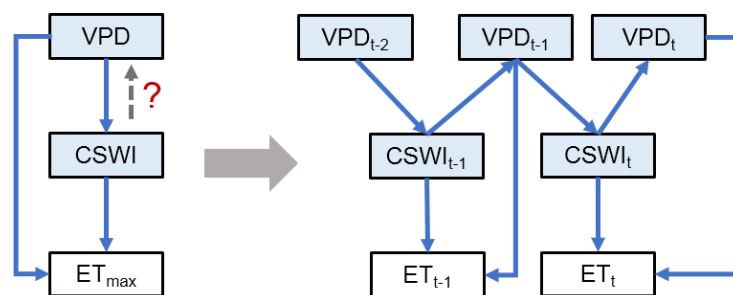 VPD
?
CSWI
ETmax
VPDt-2
VPDt-1
VPDt
CSWIt-1
CSWIt
ETt-1
ETt